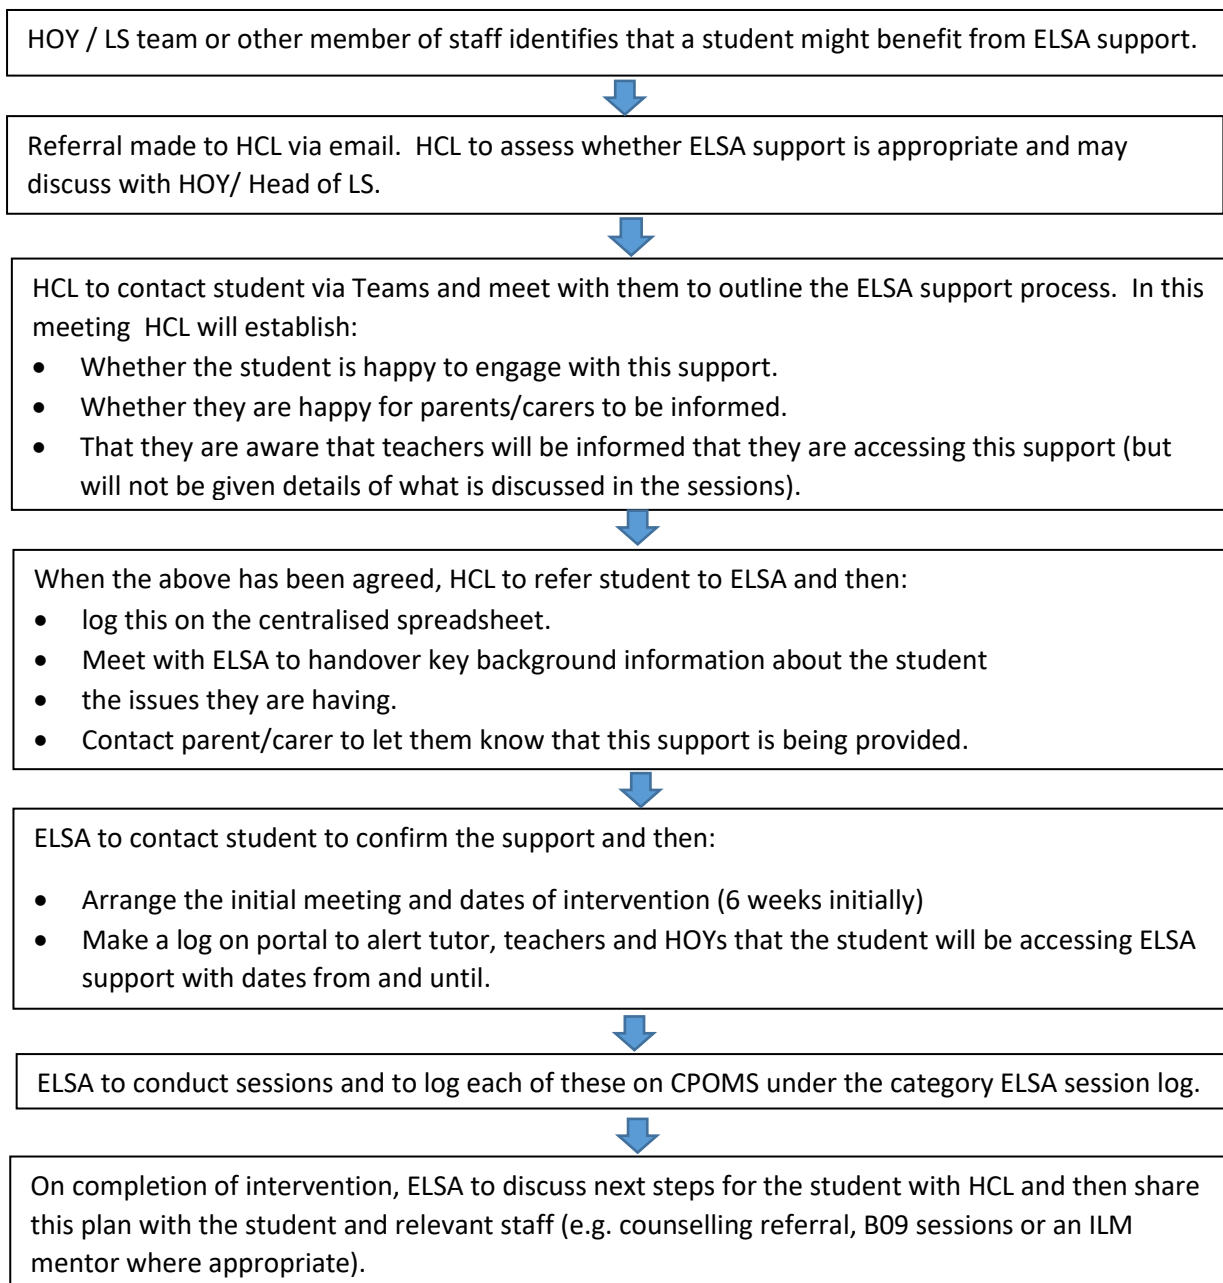 HOY / LS team or other member of staff identifies that a student might benefit from ELSA support.
Referral made to HCL via email.  HCL to assess whether ELSA support is appropriate and may
discuss with HOY/ Head of LS.
HCL to contact student via Teams and meet with them to outline the ELSA support process.  In this
meeting  HCL will establish:
• Whether the student is happy to engage with this support.
• Whether they are happy for parents/carers to be informed.
• That they are aware that teachers will be informed that they are accessing this support (but
will not be given details of what is discussed in the sessions).
When the above has been agreed, HCL to refer student to ELSA and then:
• log this on the centralised spreadsheet.
• Meet with ELSA to handover key background information about the student
• the issues they are having.
• Contact parent/carer to let them know that this support is being provided.
ELSA to contact student to confirm the support and then:
• Arrange the initial meeting and dates of intervention (6 weeks initially)
• Make a log on portal to alert tutor, teachers and HOYs that the student will be accessing ELSA
support with dates from and until.
ELSA to conduct sessions and to log each of these on CPOMS under the category ELSA session log.
On completion of intervention, ELSA to discuss next steps for the student with HCL and then share
this plan with the student and relevant staff (e.g. counselling referral, B09 sessions or an ILM
mentor where appropriate).